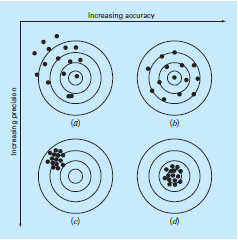 Increasing accuracy
Increasing precision
(a)
(b)
(c)
(d)